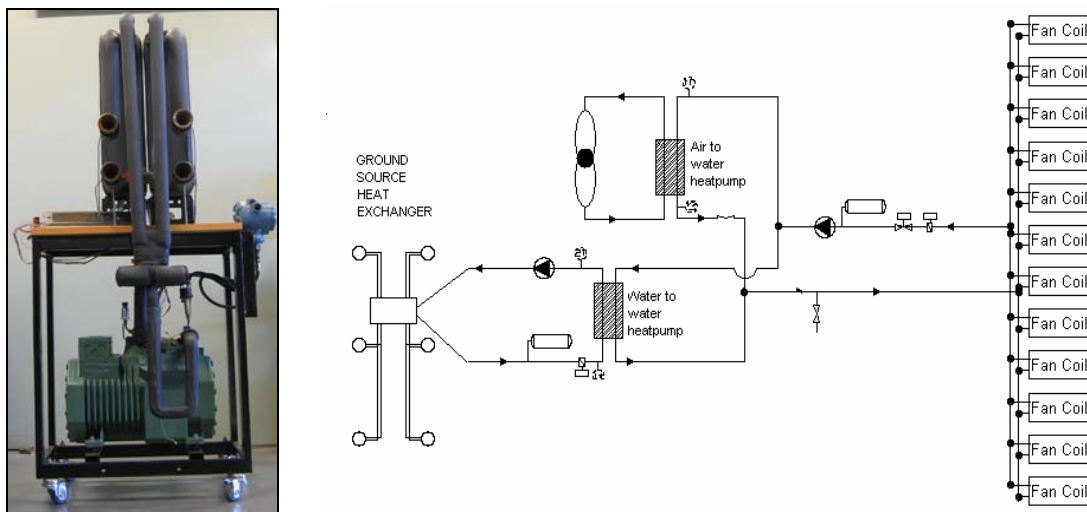 GROUND
SOURCE
HEAT
EXCHANGER
Air to
water
heatpump
Water to
water
heatpump
Fan Coil
Fan Coil
Fan Coil
Fan Coil
Fan Coil
Fan Coil
Fan Coil
Fan Coil
Fan Coil
Fan Coil
Fan Coil
Fan Coil